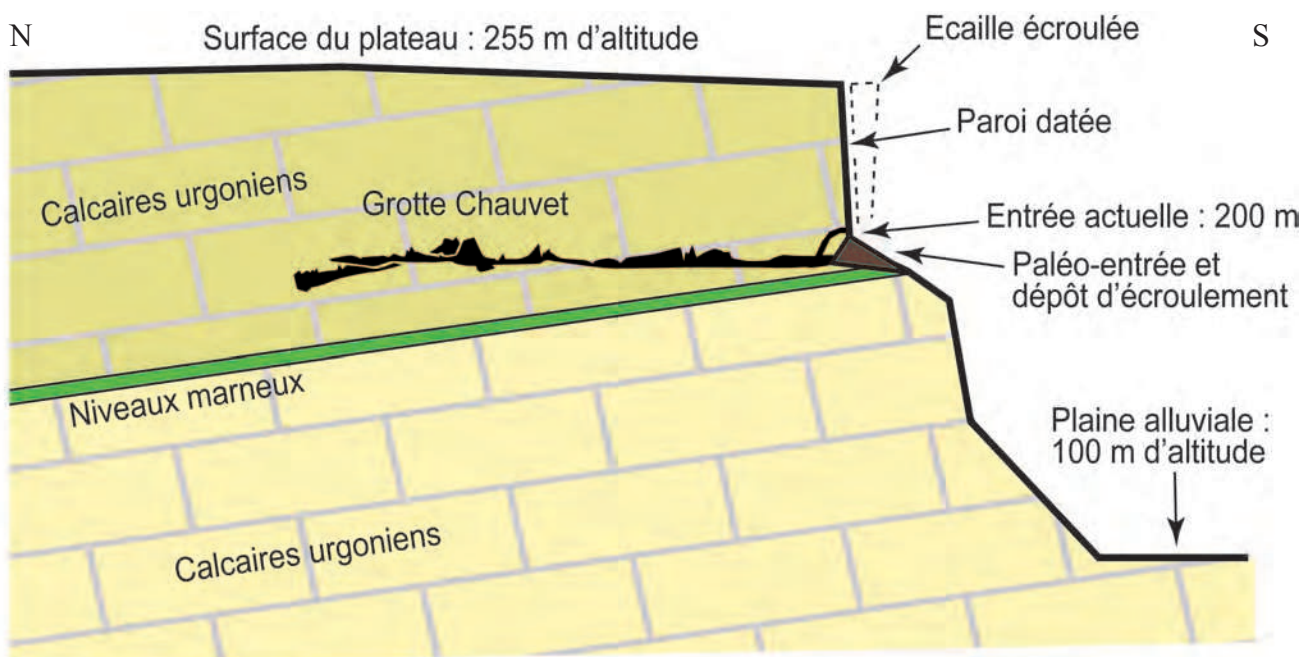 N
Surface du plateau : 255 m d'altitude
Ecaille écroulée
S
Paroi datée
Calcaires urgoniens
Grotte Chauvet
Entrée actuelle : 200 m
Paléo-entrée et
dépôt d'écroulement
Niveaux marneux
Plaine alluviale :
100 m d'altitude
Calcaires urgoniens